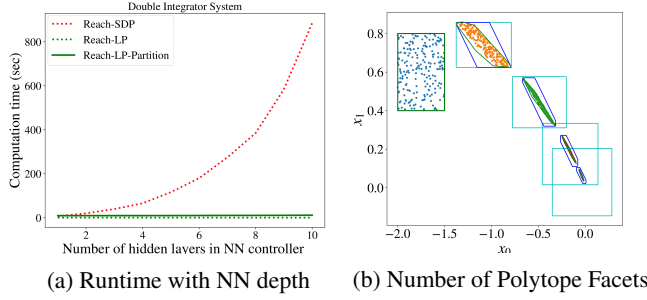 Double Integrator System
Reach-SDP
Reach-LP
Reach-LP-Partition
Computation time (sec)
800
600
400
200
0
2
4
6
8
10
Number of hidden layers in NN controller
(a) Runtime with NN depth
x₁
0.8
0.6
0.4
0.2
0.0
-2.0
-1.5
-1.0
-0.5
0.0
x₀
(b) Number of Polytope Facets